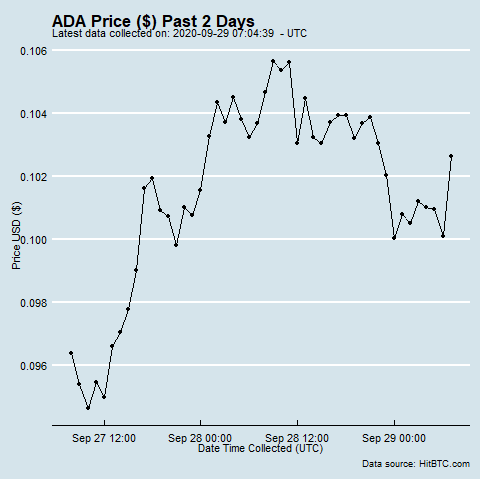 ADA Price ($) Past 2 Days
Latest data collected on: 2020-09-29 07:04:39  - UTC
0.106
0.104
0.102
0.100
0.098
0.096
Price USD ($)
Sep 27 12:00 Sep 28 00:00 Sep 28 12:00 Sep 29 00:00
Date Time Collected (UTC)
Data source: HitBTC.com